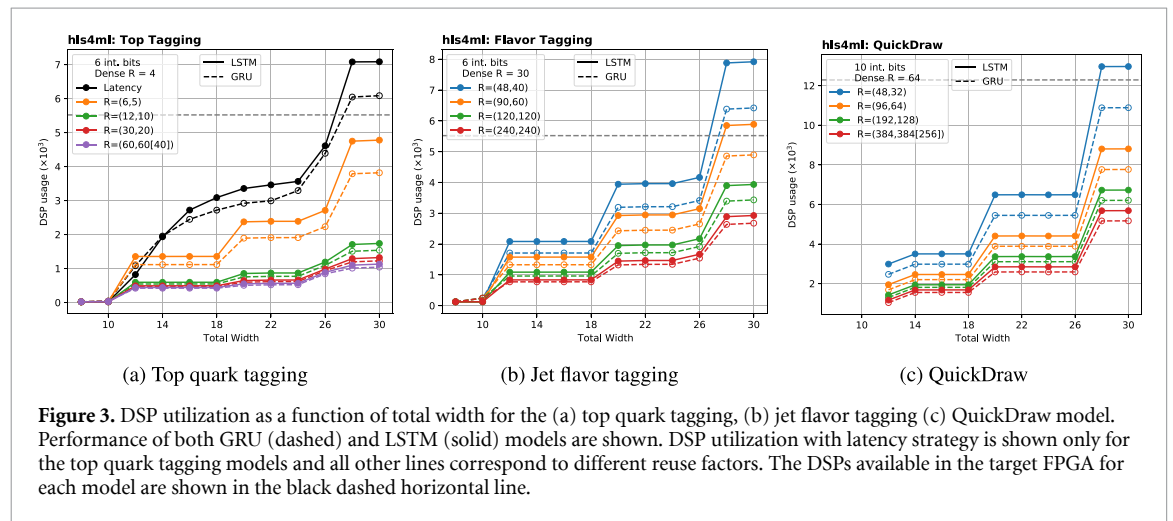 hls4ml: Top Tagging
6 int. bits
Dense R = 4
Latency
R=(6,5)
R=(12,10)
R=(30,20)
R=(60,60[40])
LSTM
GRU
DSP usage (×10³)
7
6
5
4
3
2
1
0
10
14
18
22
26
30
Total Width
(a) Top quark tagging
hls4ml: Flavor Tagging
6 int. bits
Dense R = 30
R=(48,40)
R=(90,60)
R=(120,120)
R=(240,240)
LSTM
GRU
DSP usage (×10³)
8
7
6
5
4
3
2
1
0
10
14
18
22
26
30
Total Width
(b) Jet flavor tagging
hls4ml: QuickDraw
10 int. bits
Dense R = 64
R=(48,32)
R=(96,64)
R=(192,128)
R=(384,384[256])
LSTM
GRU
DSP usage (×10³)
12
10
8
6
4
2
10
14
18
22
26
30
Total Width
(c) QuickDraw
Figure 3. DSP utilization as a function of total width for the (a) top quark tagging, (b) jet flavor tagging (c) QuickDraw model.
Performance of both GRU (dashed) and LSTM (solid) models are shown. DSP utilization with latency strategy is shown only for
the top quark tagging models and all other lines correspond to different reuse factors. The DSPs available in the target FPGA for
each model are shown in the black dashed horizontal line.